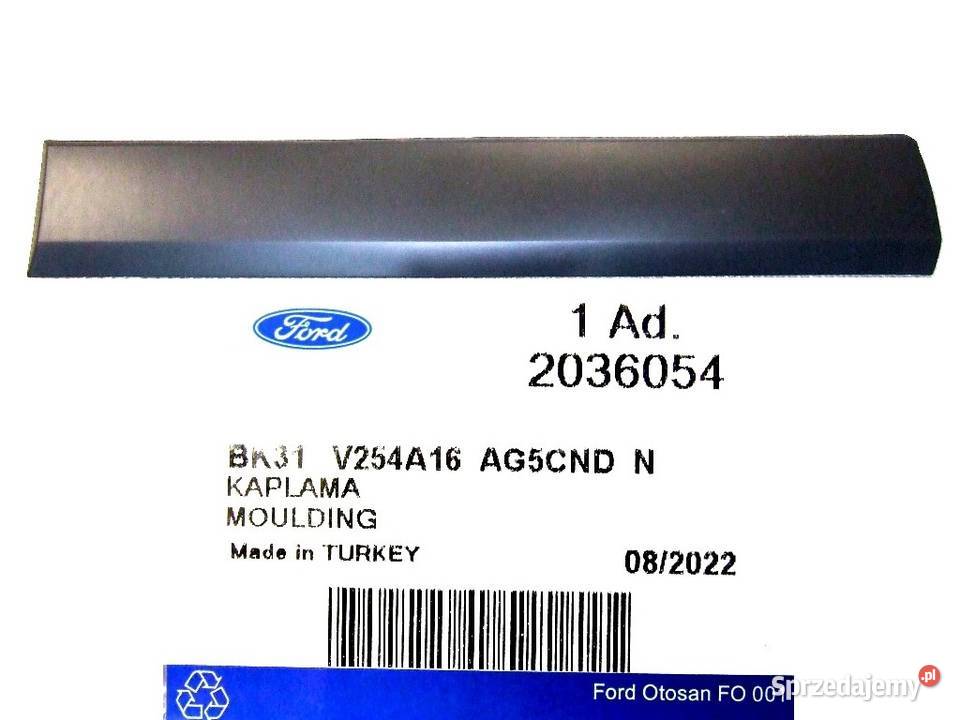 Ford
1 Ad.
2036054
BK31 V254A16 AG5CND N
KAPLAMA
MOULDING
Made in TURKEY
08/2022
Ford Otosan FO 001
Sprzedajemy.pl